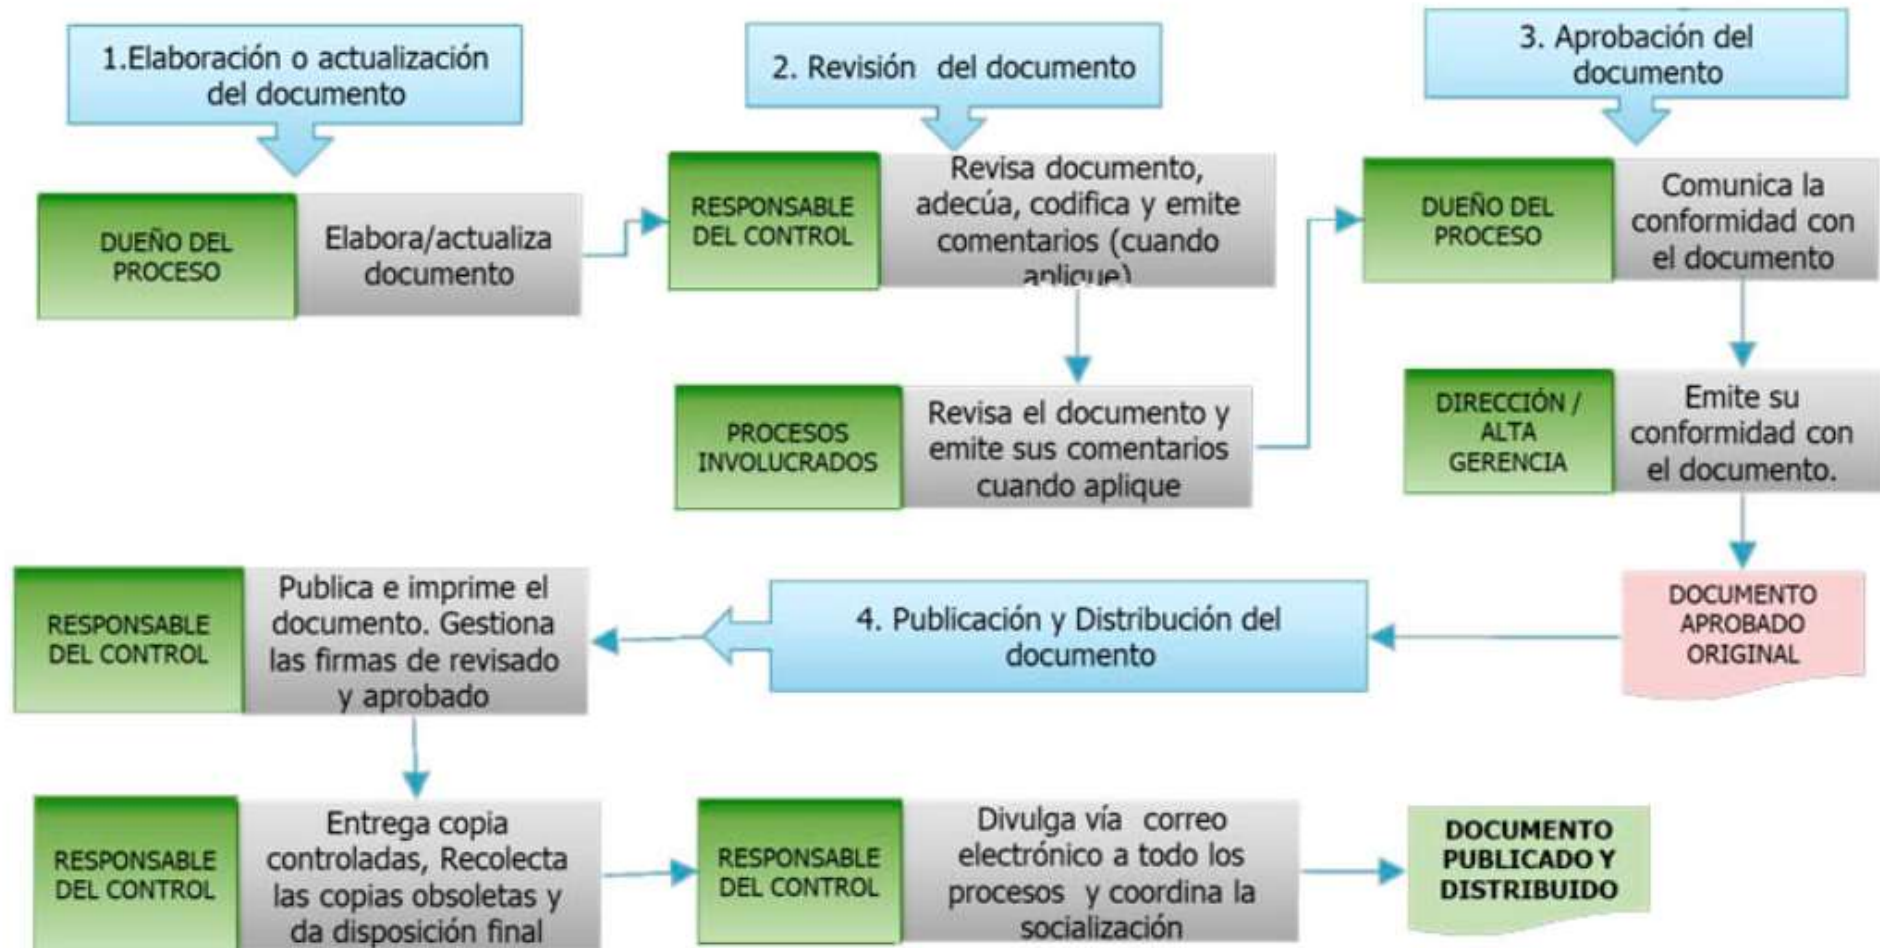 1.Elaboración o actualización
del documento
DUEÑO DEL
PROCESO
Elabora/actualiza
documento
2. Revisión del documento
RESPONSABLE
DEL CONTROL
Revisa documento,
adecúa, codifica y emite
comentarios (cuando
aplique)
PROCESOS
INVOLUCRADOS
Revisa el documento y
emite sus comentarios
cuando aplique
3. Aprobación del
documento
DUEÑO DEL
PROCESO
Comunica la
conformidad con
el documento
DIRECCIÓN /
ALTA
GERENCIA
Emite su
conformidad con
el documento.
DOCUMENTO
APROBADO
ORIGINAL
4. Publicación y Distribución del
documento
RESPONSABLE
DEL CONTROL
Publica e imprime el
documento. Gestiona
las firmas de revisado
y aprobado
RESPONSABLE
DEL CONTROL
Entrega copia
controladas, Recolecta
las copias obsoletas y
da disposición final
RESPONSABLE
DEL CONTROL
Divulga vía correo
electrónico a todo los
procesos y coordina la
socialización
DOCUMENTO
PUBLICADO Y
DISTRIBUIDO